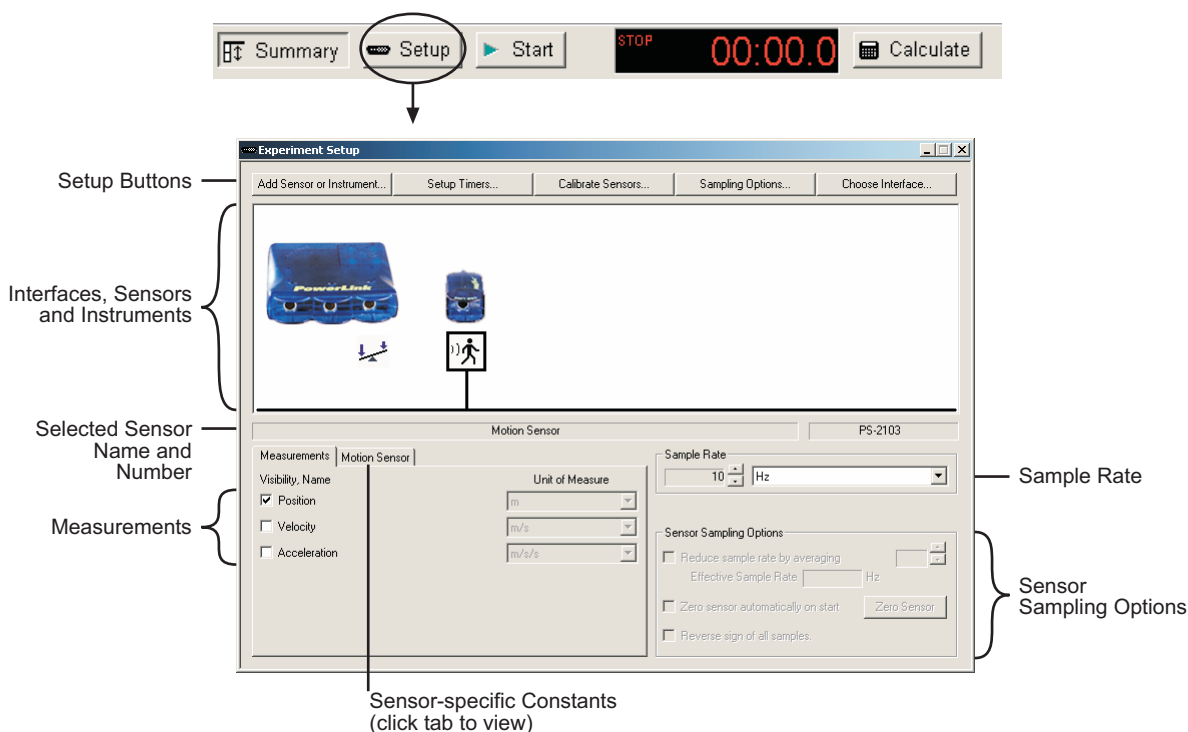 Summary Setup Start STOP 00:00.0 Calculate
Experiment Setup
Setup Buttons
Add Sensor or Instrument... Setup Timers... Calibrate Sensors... Sampling Options... Choose Interface...
Interfaces, Sensors
and Instruments
PowerLink
Selected Sensor
Name and
Number
Motion Sensor PS-2103
Measurements Motion Sensor
Visibility, Name Unit of Measure
Position m
Velocity m/s
Acceleration m/s/s
Measurements
Sample Rate
10 Hz
Sample Rate
Sensor Sampling Options
Reduce sample rate by averaging
Effective Sample Rate Hz
Zero sensor automatically on start Zero Sensor
Reverse sign of all samples.
Sensor
Sampling Options
Sensor-specific Constants
(click tab to view)